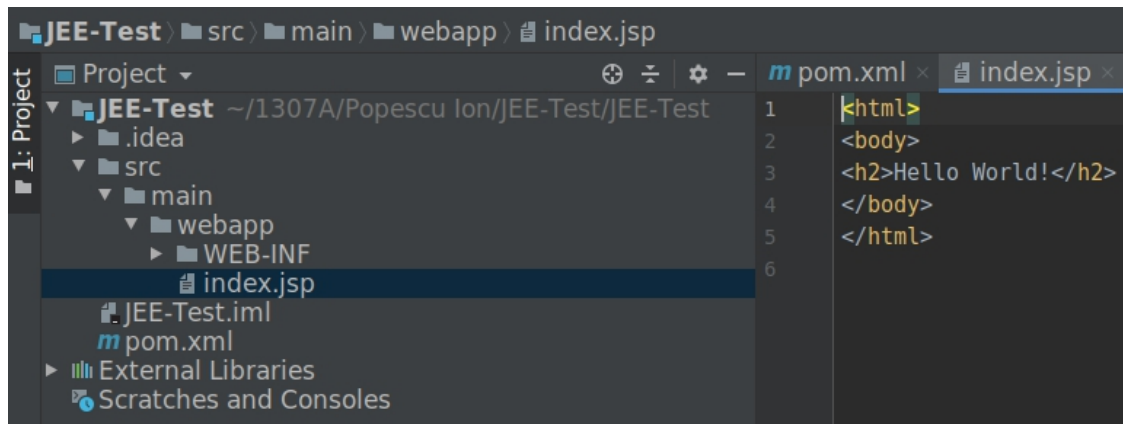 JEE-Test src main webapp index.jsp
1: Project
Project
JEE-Test ~/1307A/Popescu Ion/JEE-Test/JEE-Test
.idea
src
main
webapp
WEB-INF
index.jsp
JEE-Test.iml
m pom.xml
External Libraries
Scratches and Consoles
m pom.xml × index.jsp ×
1 <html>
2 <body>
3 <h2>Hello World!</h2>
4 </body>
5 </html>
6